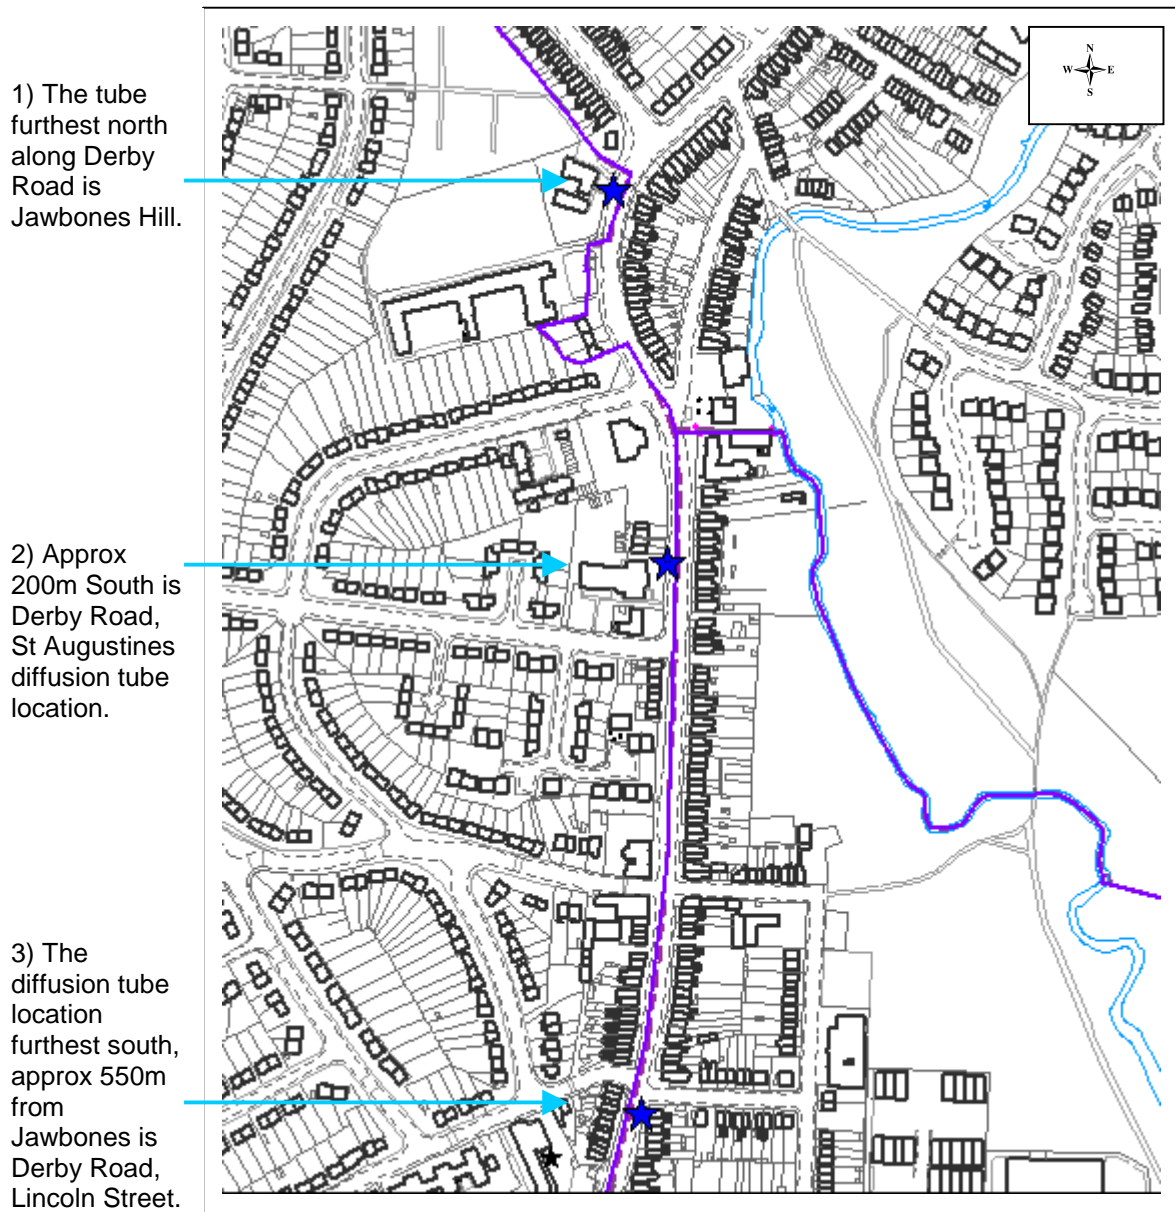 1) The tube
furthest north
along Derby
Road is
Jawbones Hill.
2) Approx
200m South is
Derby Road,
St Augustines
diffusion tube
location.
3) The
diffusion tube
location
furthest south,
approx 550m
from
Jawbones is
Derby Road,
Lincoln Street.
N
W E
S